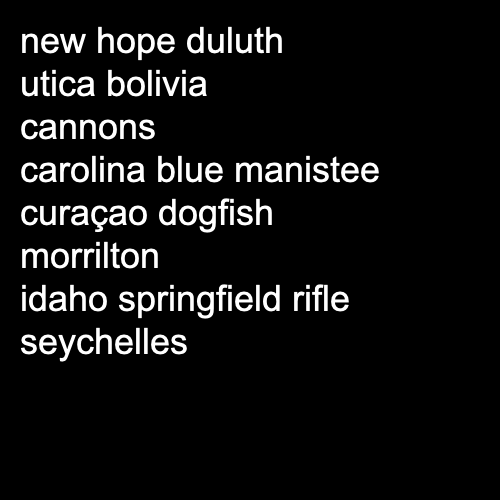 new hope duluth
utica bolivia
cannons
carolina blue manistee
curaçao dogfish
morrilton
idaho springfield rifle
seychelles